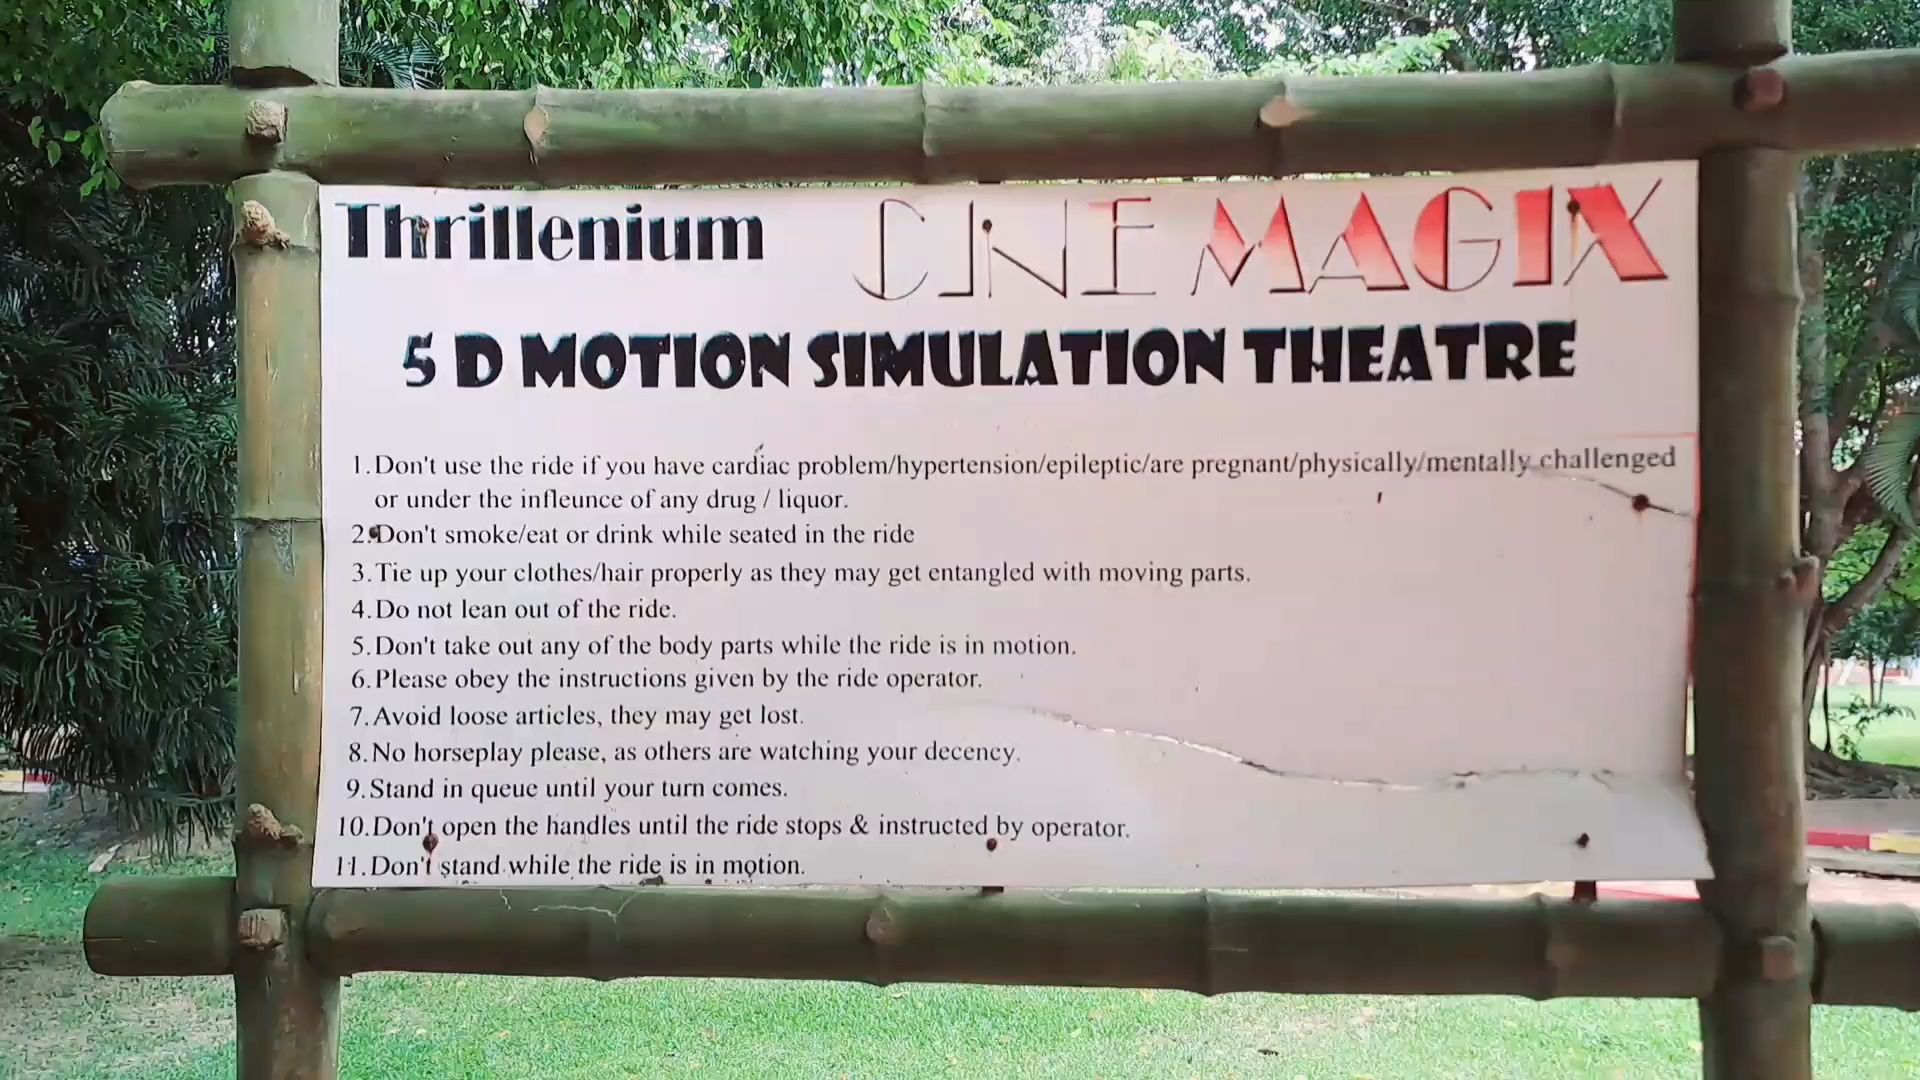 Thrillenium CINEMAGIX
5 D MOTION SIMULATION THEATRE
1. Don't use the ride if you have cardiac problem/hypertension/epileptic/are pregnant/physically/mentally challenged
or under the infleunce of any drug / liquor.
2. Don't smoke/eat or drink while seated in the ride
3. Tie up your clothes/hair properly as they may get entangled with moving parts.
4. Do not lean out of the ride.
5. Don't take out any of the body parts while the ride is in motion.
6. Please obey the instructions given by the ride operator.
7. Avoid loose articles, they may get lost.
8. No horseplay please, as others are watching your decency.
9. Stand in queue until your turn comes.
10. Don't open the handles until the ride stops & instructed by operator.
11. Don't stand while the ride is in motion.